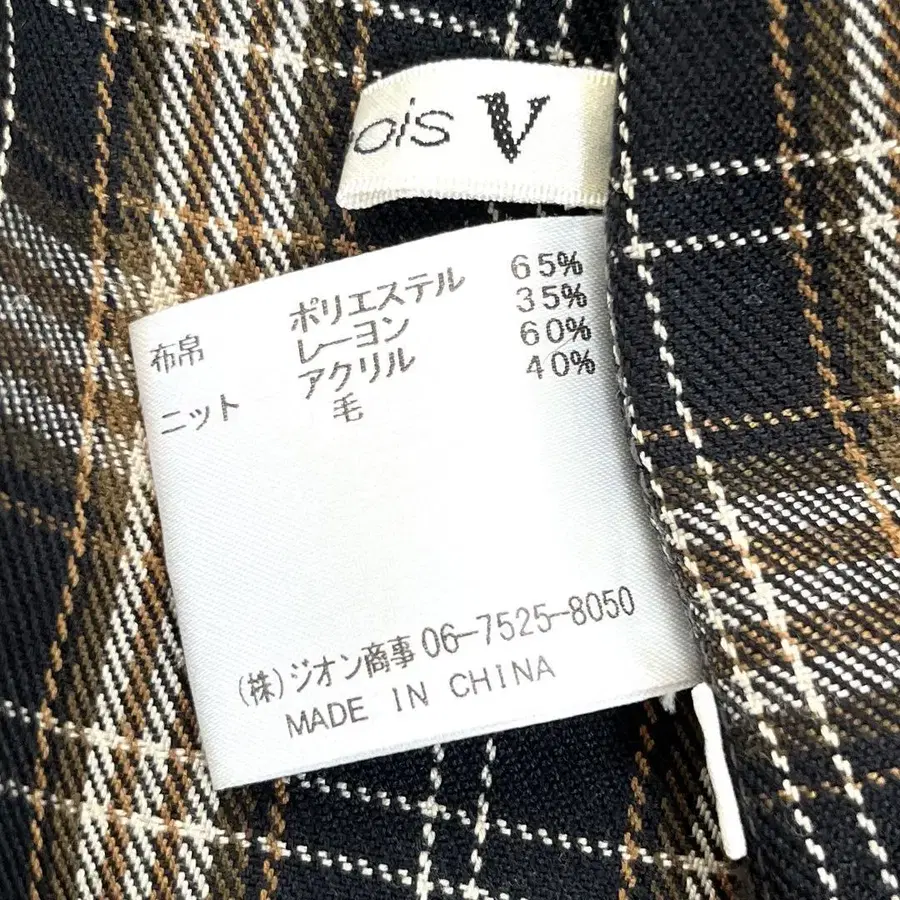 ois V
布帛 ポリエステル 65%
レーヨン 35%
ニット アクリル 60%
毛 40%
(株)ジオン商事 06-7525-8050
MADE IN CHINA